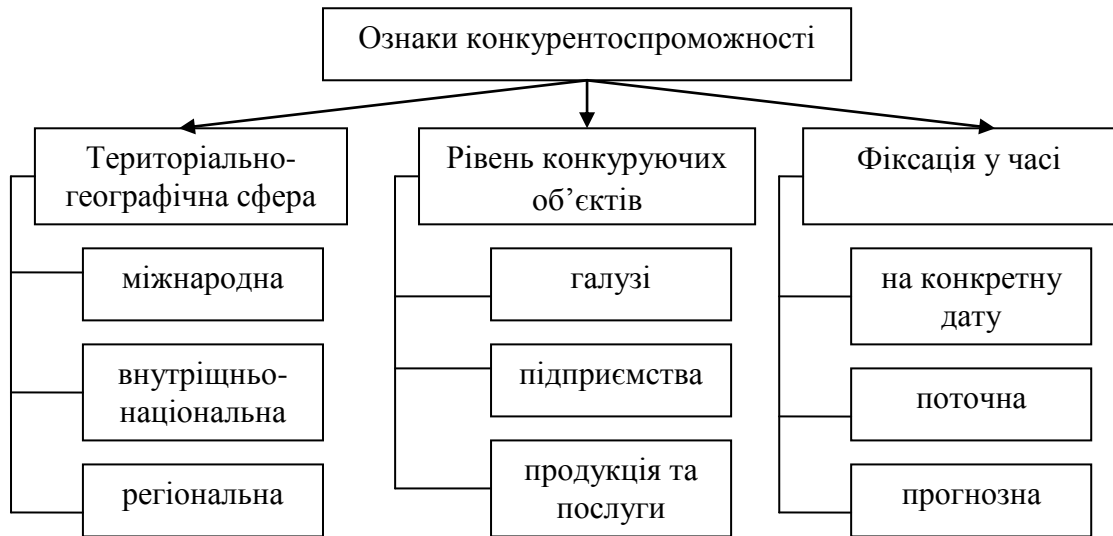 Ознаки конкурентоспроможності
Територіально-
географічна сфера
міжнародна
внутріщньо-
національна
регіональна
Рівень конкуруючих
об’єктів
галузі
підприємства
продукція та
послуги
Фіксація у часі
на конкретну
дату
поточна
прогнозна